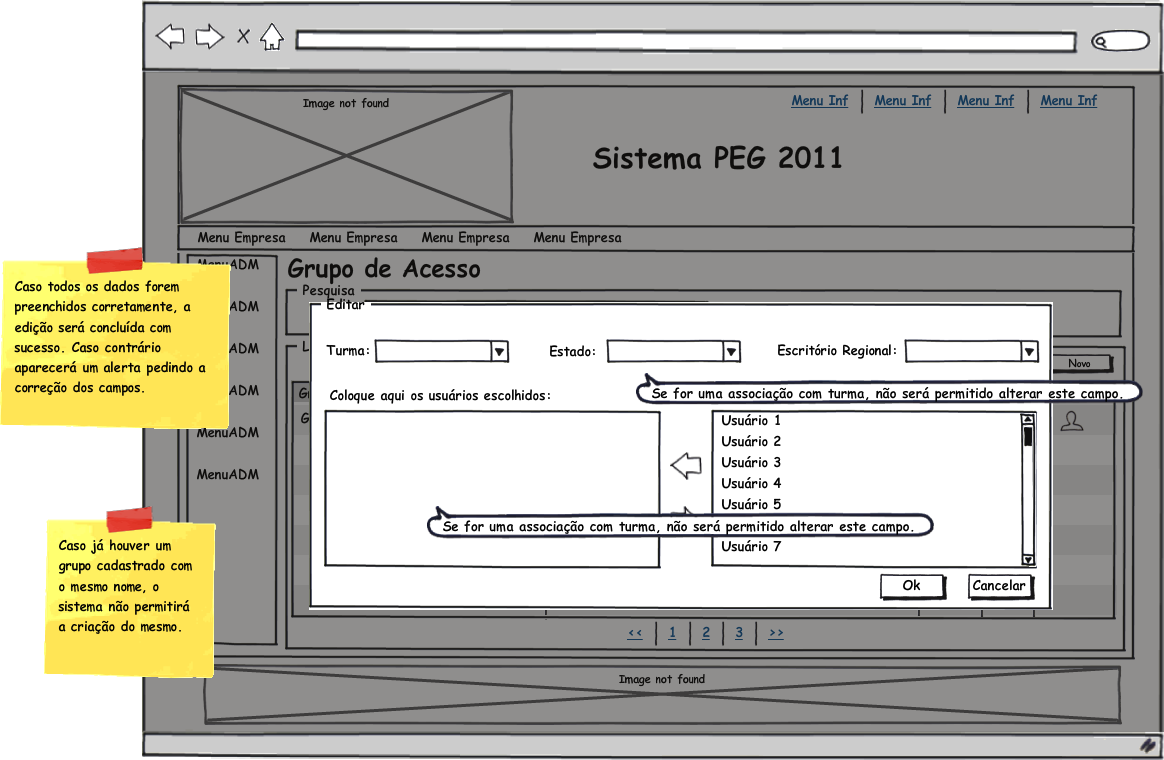 Image not found
Menu Inf Menu Inf Menu Inf Menu Inf
Sistema PEG 2011
Menu Empresa Menu Empresa Menu Empresa Menu Empresa
MenuADM
ADM
ADM
ADM
MenuADM
MenuADM
Grupo de Acesso
Pesquisa
Editar
Turma:
Estado:
Escritório Regional:
Novo
Coloque aqui os usuários escolhidos:
Se for uma associação com turma, não será permitido alterar este campo.
Usuário 1
Usuário 2
Usuário 3
Usuário 4
Usuário 5
Se for uma associação com turma, não será permitido alterar este campo.
Usuário 7
Ok
Cancelar
<< 1 2 3 >>
Image not found
Caso todos os dados forem
preenchidos corretamente, a
edição será concluída com
sucesso. Caso contrário
aparecerá um alerta pedindo a
correção dos campos.
Caso já houver um
grupo cadastrado com
o mesmo nome, o
sistema não permitirá
a criação do mesmo.